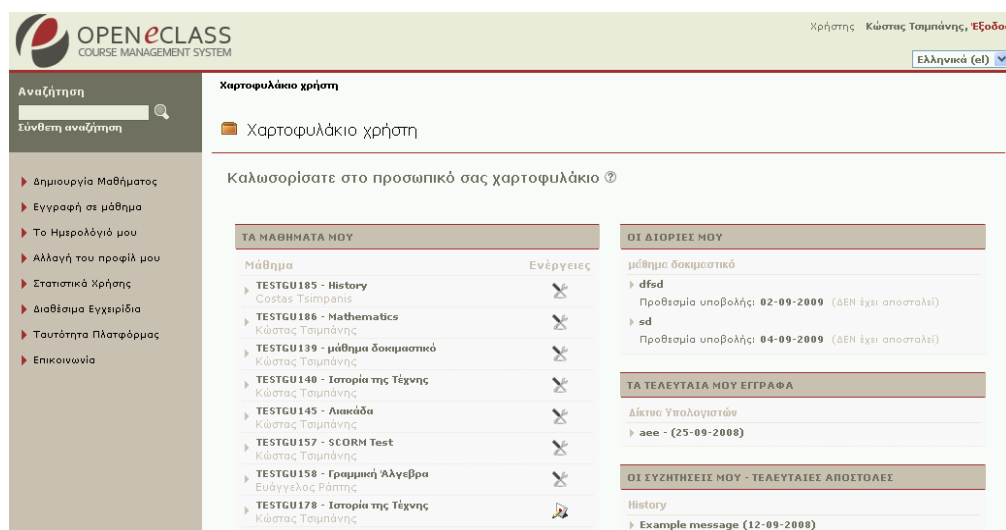 OPEN eCLASS
COURSE MANAGEMENT SYSTEM
Χρήστης Κώστας Τσιμπάνης, Έξοδος
Ελληνικά (el)
Αναζήτηση
Σύνθετη αναζήτηση
Δημιουργία Μαθήματος
Εγγραφή σε μάθημα
Το Ημερολόγιό μου
Αλλαγή του προφίλ μου
Στατιστικά Χρήσης
Διαθέσιμα Εγχειρίδια
Ταυτότητα Πλατφόρμας
Επικοινωνία
Χαρτοφυλάκιο χρήστη
Χαρτοφυλάκιο χρήστη
Καλωσορίσατε στο προσωπικό σας χαρτοφυλάκιο
ΤΑ ΜΑΘΗΜΑΤΑ ΜΟΥ
Μάθημα Ενέργειες
TESTGU185 - History
Costas Tsimpanis
TESTGU186 - Mathematics
Κώστας Τσιμπάνης
TESTGU139 - μάθημα δοκιμαστικό
Κώστας Τσιμπάνης
TESTGU140 - Ιστορία της Τέχνης
Κώστας Τσιμπάνης
TESTGU145 - Λιακάδα
Κώστας Τσιμπάνης
TESTGU157 - SCORM Test
Κώστας Τσιμπάνης
TESTGU158 - Γραμμική Άλγεβρα
Ευάγγελος Ράπτης
TESTGU178 - Ιστορία της Τέχνης
Κώστας Τσιμπάνης
ΟΙ ΔΙΟΡΙΕΣ ΜΟΥ
μάθημα δοκιμαστικό
dfsd
Προθεσμία υποβολής: 02-09-2009 (ΔΕΝ έχει αποσταλεί)
sd
Προθεσμία υποβολής: 04-09-2009 (ΔΕΝ έχει αποσταλεί)
ΤΑ ΤΕΛΕΥΤΑΙΑ ΜΟΥ ΕΓΓΡΑΦΑ
Δίκτυα Υπολογιστών
aee - (25-09-2008)
ΟΙ ΣΥΖΗΤΗΣΕΙΣ ΜΟΥ - ΤΕΛΕΥΤΑΙΕΣ ΑΠΟΣΤΟΛΕΣ
History
Example message (12-09-2008)